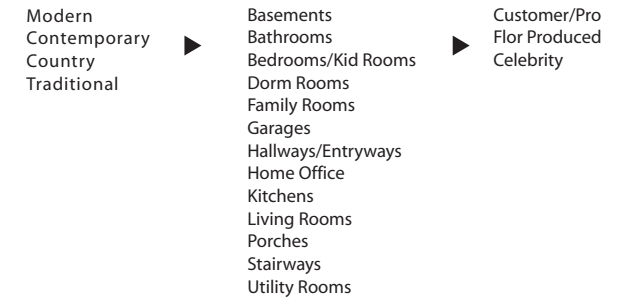 Modern
Contemporary
Country
Traditional
Basements
Bathrooms
Bedrooms/Kid Rooms
Dorm Rooms
Family Rooms
Garages
Hallways/Entryways
Home Office
Kitchens
Living Rooms
Porches
Stairways
Utility Rooms
Customer/Pro
Flor Produced
Celebrity